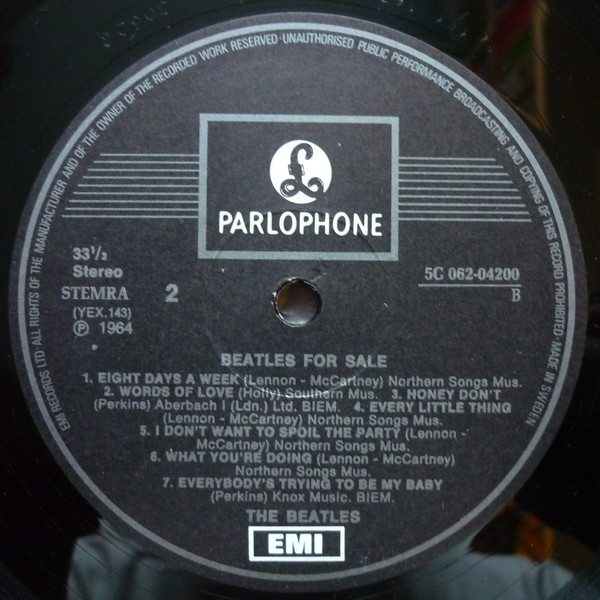 EMI RECORDS LTD · ALL RIGHTS OF THE MANUFACTURER AND OF THE OWNER OF THE RECORDED WORK RESERVED · UNAUTHORISED PUBLIC PERFORMANCE BROADCASTING AND COPYING OF THIS RECORD PROHIBITED · MADE IN SWEDEN
£
PARLOPHONE
33⅓
Stereo
STEMRA 2
(YEX.143)
Ⓟ 1964
5C 062-04200
B
BEATLES FOR SALE
1. EIGHT DAYS A WEEK (Lennon - McCartney) Northern Songs Mus.
2. WORDS OF LOVE (Holly) Southern Mus. 3. HONEY DON'T
(Perkins) Aberbach I (Ldn.) Ltd. BIEM. 4. EVERY LITTLE THING
(Lennon - McCartney) Northern Songs Mus.
5. I DON'T WANT TO SPOIL THE PARTY (Lennon -
McCartney) Northern Songs Mus.
6. WHAT YOU'RE DOING (Lennon - McCartney)
Northern Songs Mus.
7. EVERYBODY'S TRYING TO BE MY BABY
(Perkins) Knox Music. BIEM.
THE BEATLES
EMI